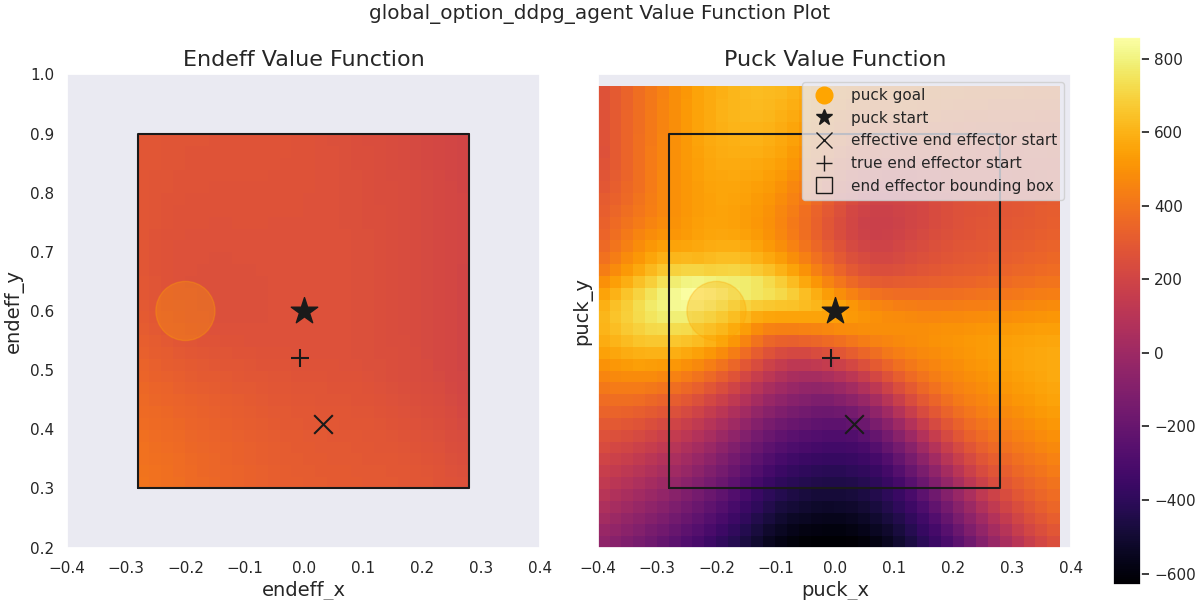 global_option_ddpg_agent Value Function Plot
Endeff Value Function
endeff_y
1.0
0.9
0.8
0.7
0.6
0.5
0.4
0.3
0.2
−0.4 −0.3 −0.2 −0.1 0.0 0.1 0.2 0.3 0.4
endeff_x
Puck Value Function
puck goal
puck start
effective end effector start
true end effector start
end effector bounding box
puck_y
−0.4 −0.3 −0.2 −0.1 0.0 0.1 0.2 0.3 0.4
puck_x
800
600
400
200
0
−200
−400
−600